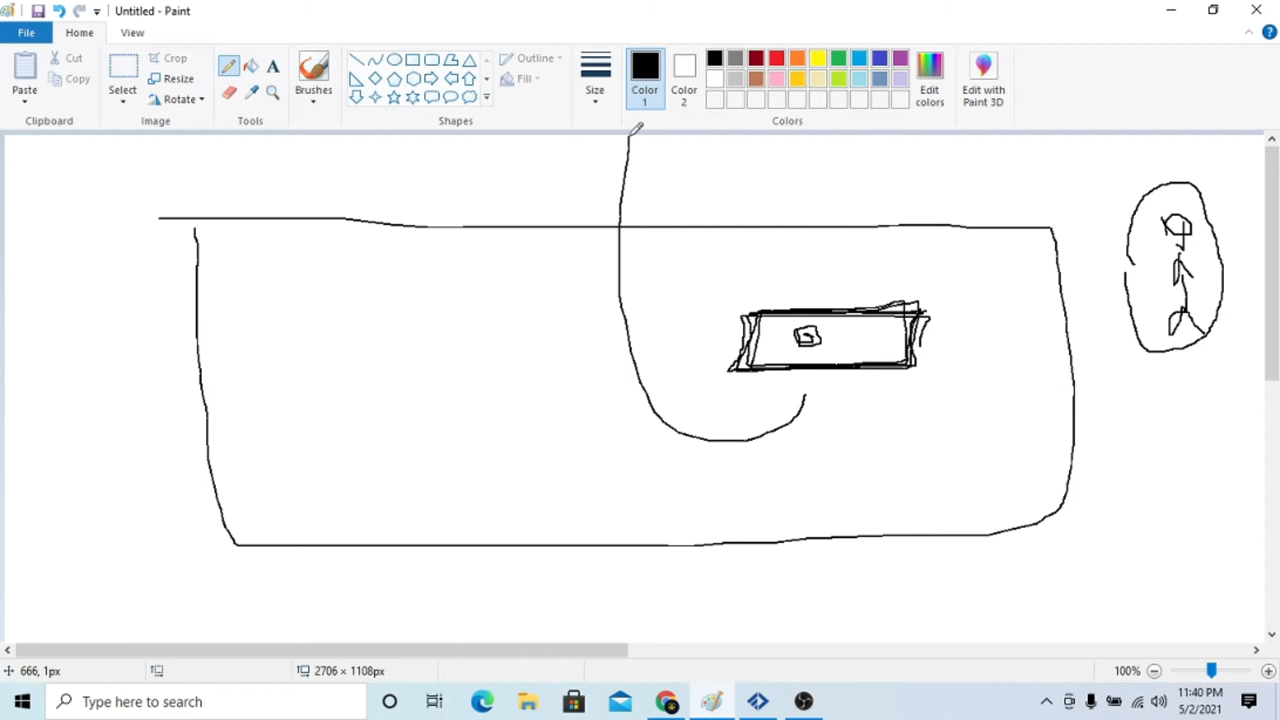 Untitled - Paint
File
Home
View
Paste
Cut
Copy
Clipboard
Select
Crop
Resize
Rotate
Image
Tools
Brushes
Shapes
Outline
Fill
Size
Color 1
Color 2
Edit colors
Colors
Edit with Paint 3D
666, 1px
2706 × 1108px
100%
Type here to search
11:40 PM
5/2/2021